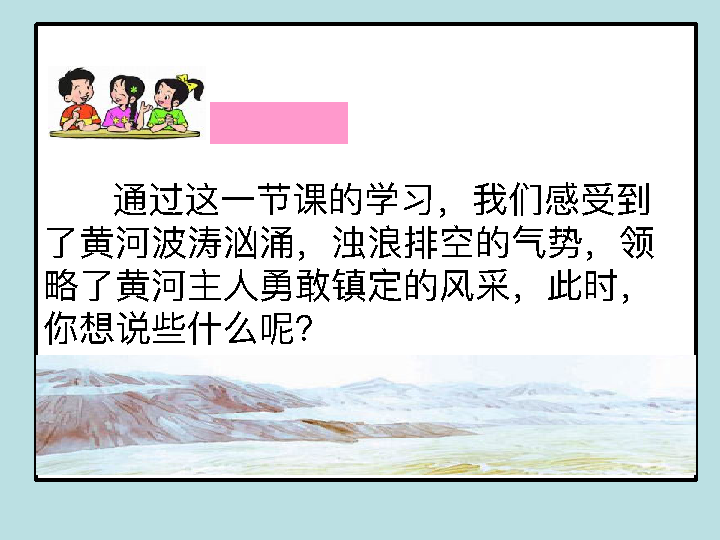 通过这一节课的学习，我们感受到
了黄河波涛汹涌，浊浪排空的气势，领
略了黄河主人勇敢镇定的风采，此时，
你想说些什么呢?